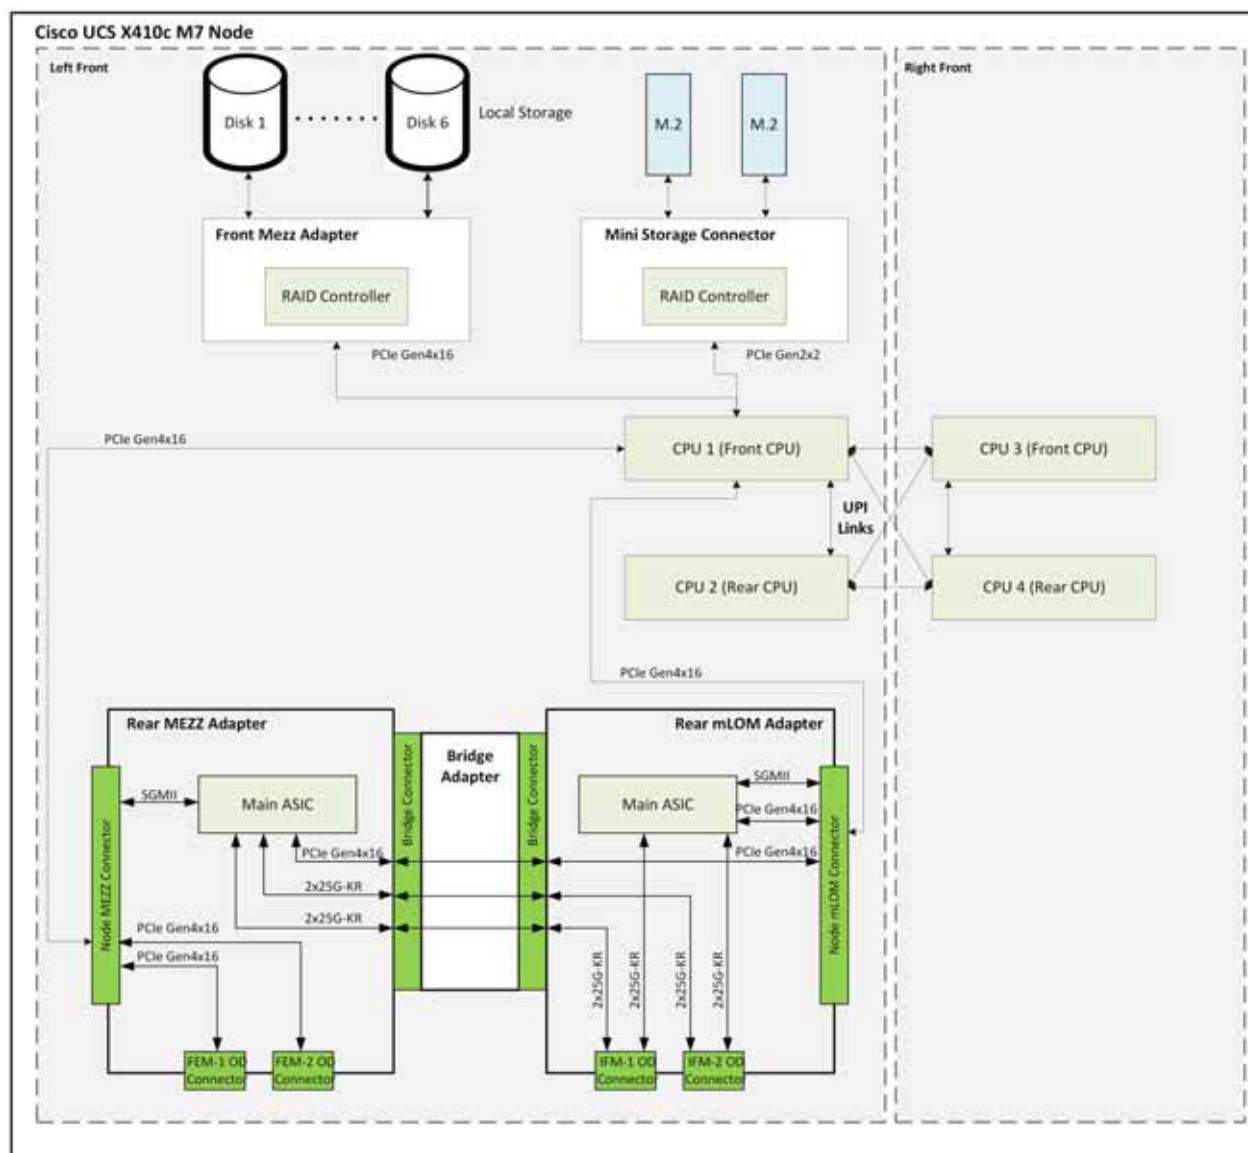 Cisco UCS X410c M7 Node
Left Front
Right Front
Disk 1
Disk 6
Local Storage
M.2
M.2
Front Mezz Adapter
RAID Controller
Mini Storage Connector
RAID Controller
PCIe Gen4x16
PCIe Gen2x2
PCIe Gen4x16
CPU 1 (Front CPU)
CPU 3 (Front CPU)
UPI
Links
CPU 2 (Rear CPU)
CPU 4 (Rear CPU)
PCIe Gen4x16
Rear MEZZ Adapter
Node MEZZ Connector
SGMII
Main ASIC
PCIe Gen4x16
2x25G-KR
2x25G-KR
PCIe Gen4x16
PCIe Gen4x16
FEM-1 OD
Connector
FEM-2 OD
Connector
Bridge Connector
Bridge
Adapter
Bridge Connector
Rear mLOM Adapter
Main ASIC
SGMII
PCIe Gen4x16
PCIe Gen4x16
Node mLOM Connector
2x25G-KR
2x25G-KR
2x25G-KR
2x25G-KR
IFM-1 OD
Connector
IFM-2 OD
Connector